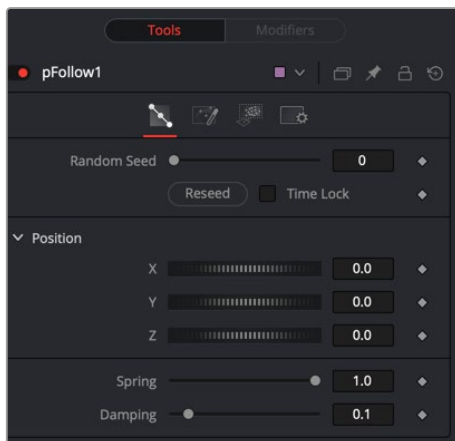 Tools Modifiers
pFollow1
Random Seed 0
Reseed Time Lock
Position
X 0.0
Y 0.0
Z 0.0
Spring 1.0
Damping 0.1